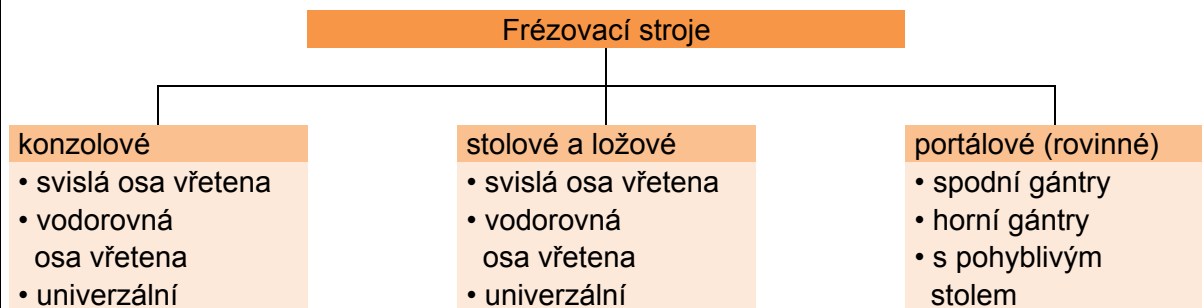 Frézovací stroje
konzolové
• svislá osa vřetena
• vodorovná
osa vřetena
• univerzální
stolové a ložové
• svislá osa vřetena
• vodorovná
osa vřetena
• univerzální
portálové (rovinné)
• spodní gántry
• horní gántry
• s pohyblivým
stolem